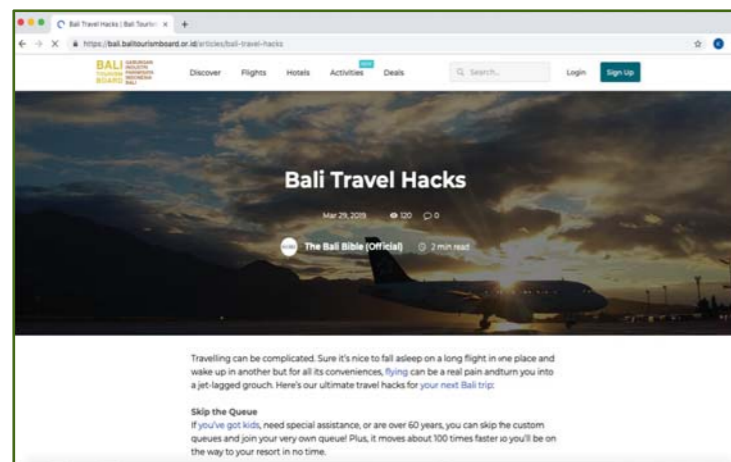 Bali Travel Hacks | Bali Tourism
https://bali.balitourismboard.or.id/articles/bali-travel-hacks
BALI TOURISM BOARD
GABUNGAN INDUSTRI PARIWISATA INDONESIA BALI
Discover Flights Hotels Activities Deals Search... Login Sign Up
Bali Travel Hacks
Mar 29, 2019 120 0
The Bali Bible (Official) 2 min read
Travelling can be complicated. Sure it's nice to fall asleep on a long flight in one place and
wake up in another but for all its conveniences, flying can be a real pain andturn you into
a jet-lagged grouch. Here's our ultimate travel hacks for your next Bali trip:
Skip the Queue
If you've got kids, need special assistance, or are over 60 years, you can skip the custom
queues and join your very own queue! Plus, it moves about 100 times faster so you'll be on
the way to your resort in no time.